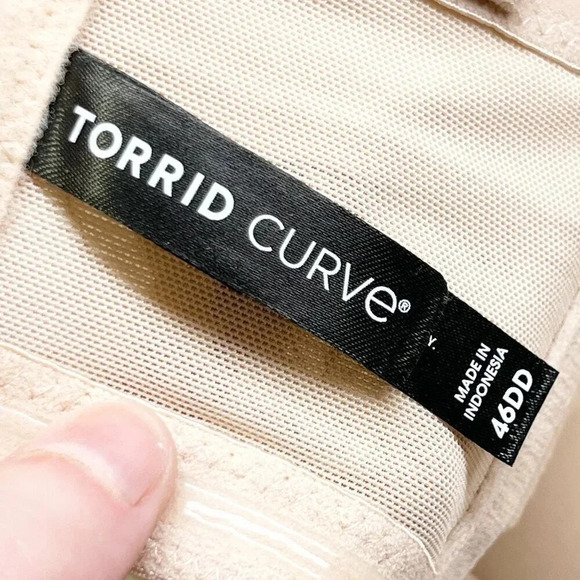 TORRID CURVe®
Y.
MADE IN
INDONESIA
46DD